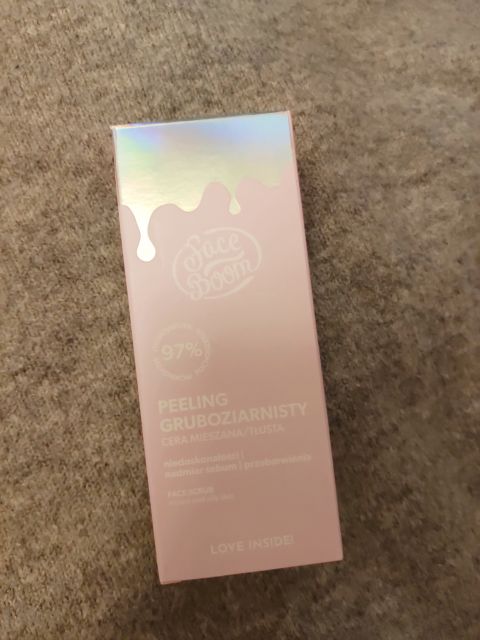 Face
Boom
97%
PEELING
GRUBOZIARNISTY
CERA MIESZANA/TŁUSTA
niedoskonałości |
nadmiar sebum | przebarwienia
FACE SCRUB
LOVE INSIDE!